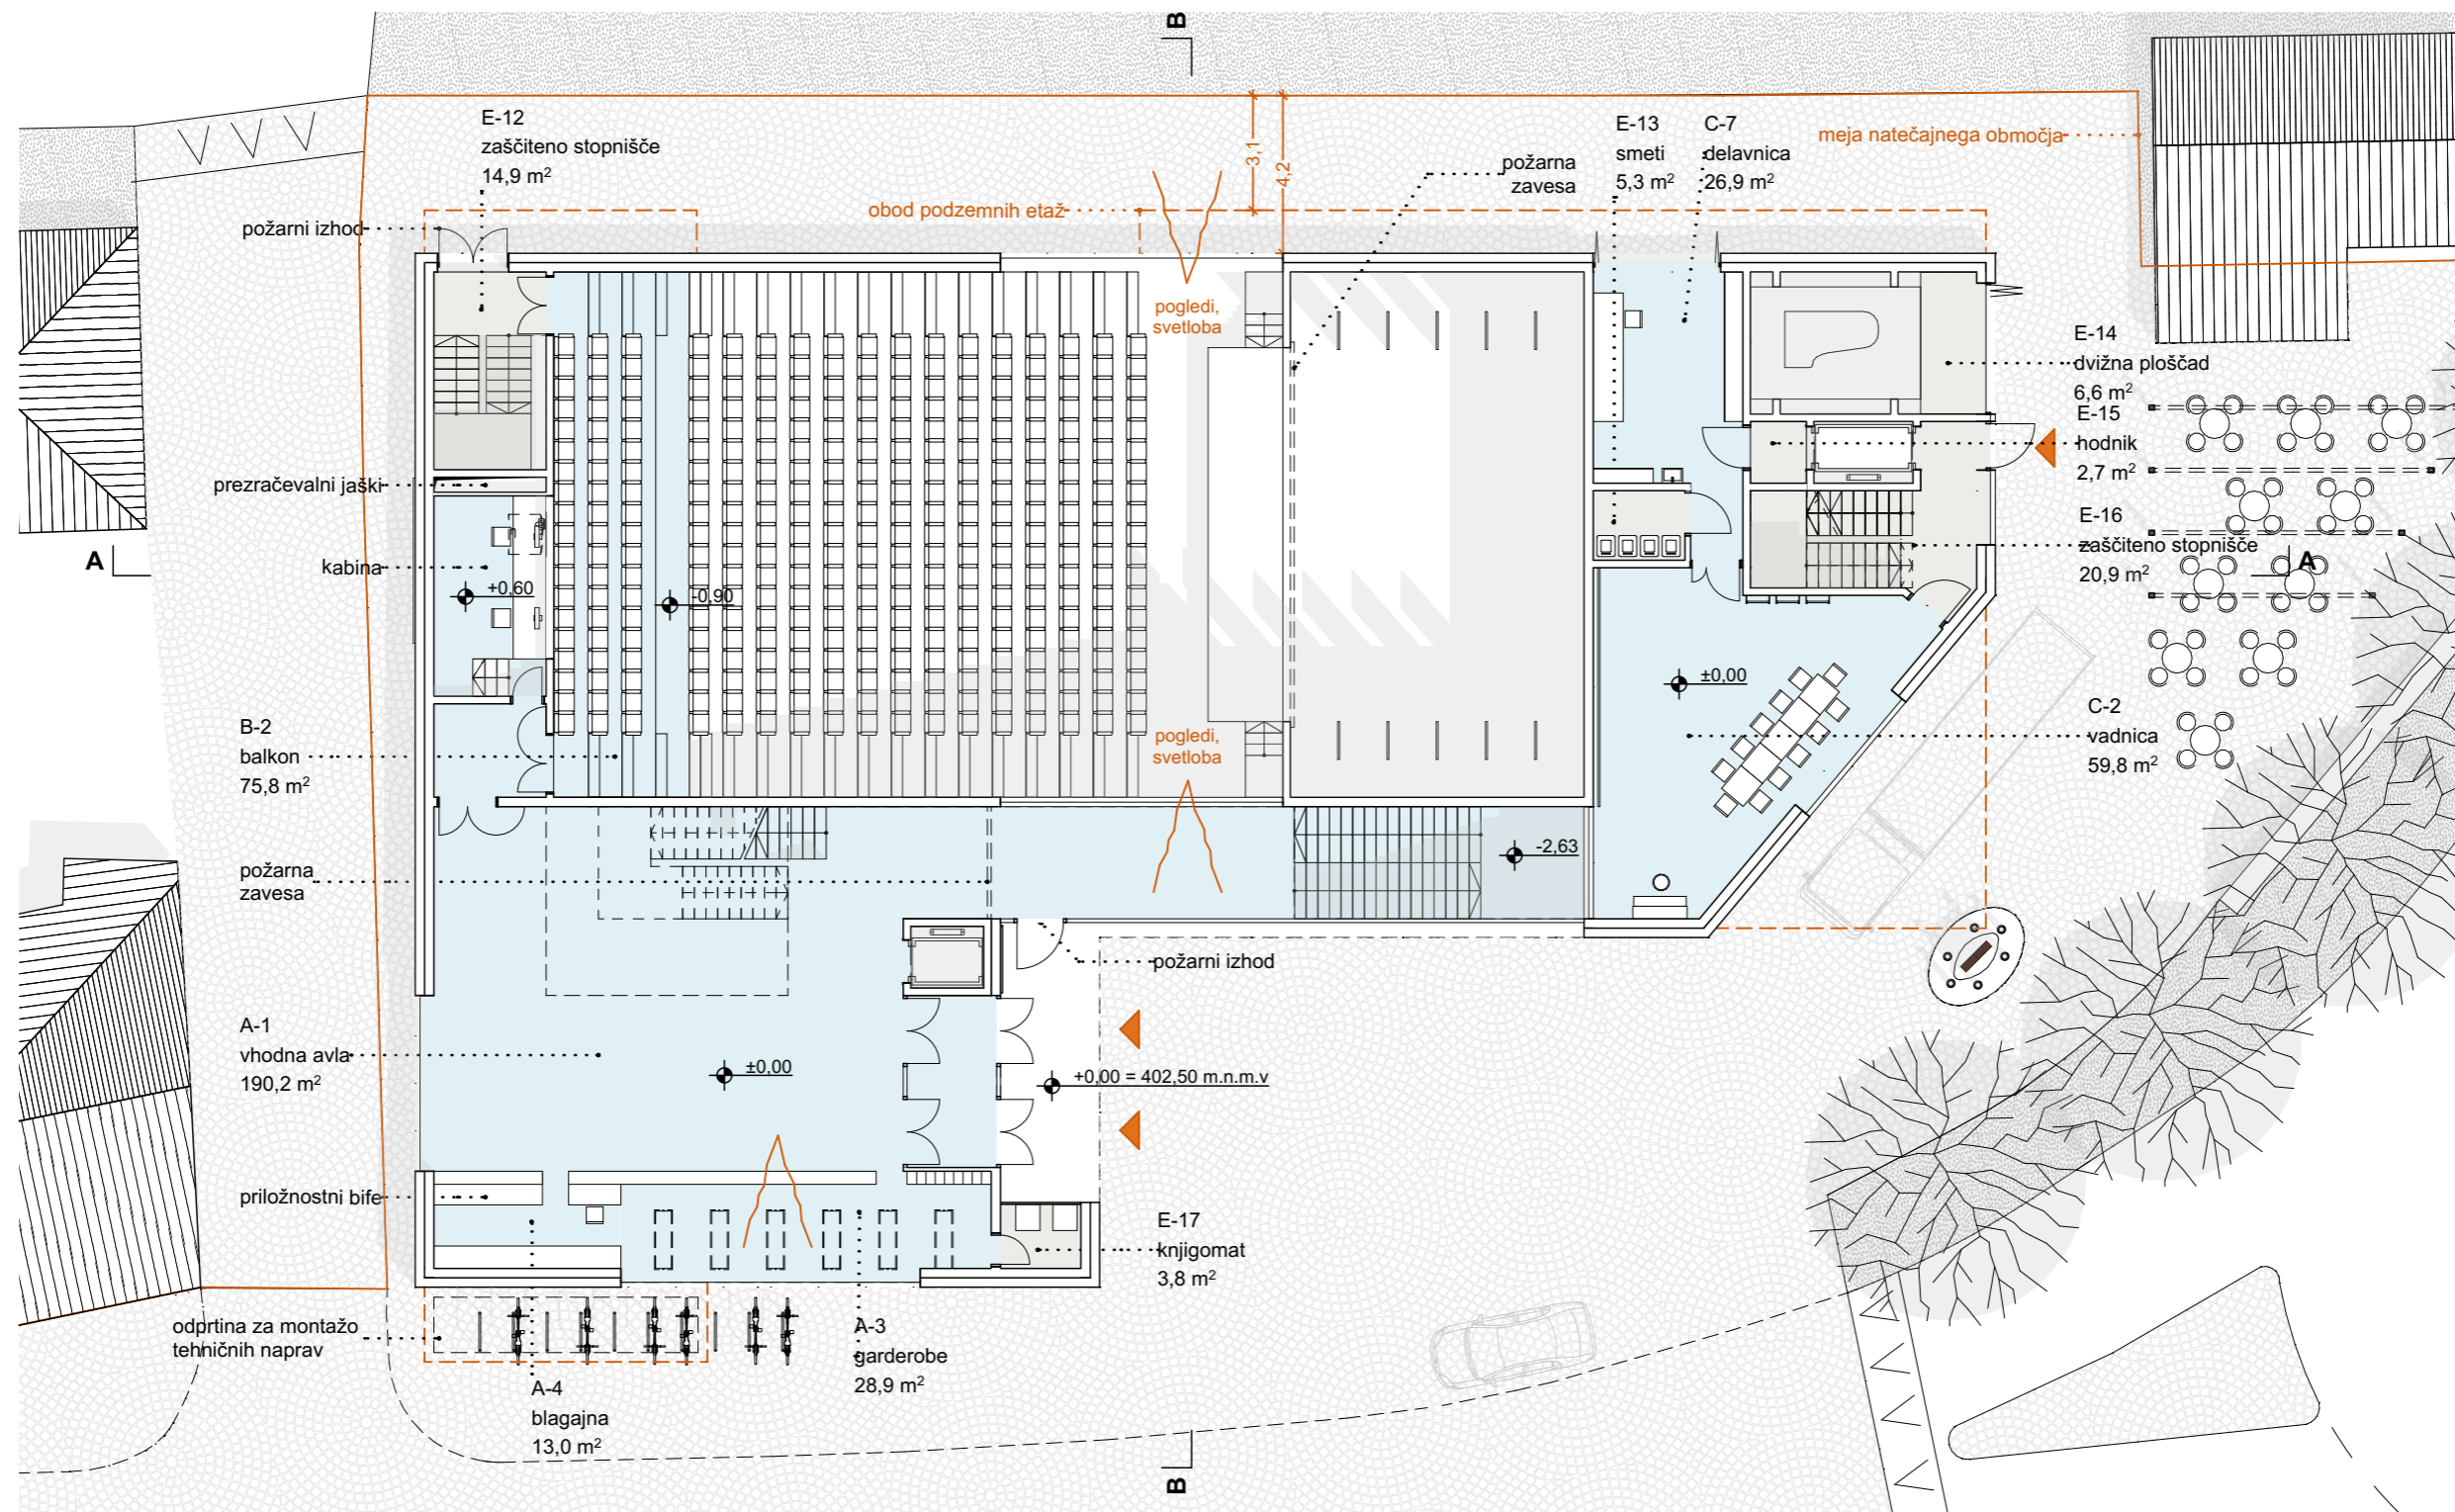 B
E-12
zaščiteno stopnišče
14,9 m²
E-13
smeti
5,3 m²
C-7
delavnica
26,9 m²
meja natečajnega območja
požarna
zavesa
3,1
4,2
obod podzemnih etaž
požarni izhod
pogledi,
svetloba
E-14
dvižna ploščad
6,6 m²
E-15
hodnik
2,7 m²
E-16
zaščiteno stopnišče
20,9 m²
prezračevalni jaški
A
A
kabina
+0,60
-0,90
±0,00
C-2
vadnica
59,8 m²
B-2
balkon
75,8 m²
pogledi,
svetloba
-2,63
požarna
zavesa
požarni izhod
A-1
vhodna avla
190,2 m²
±0,00
+0,00 = 402,50 m.n.m.v
priložnostni bife
E-17
knjigomat
3,8 m²
odprtina za montažo
tehničnih naprav
A-3
garderobe
28,9 m²
A-4
blagajna
13,0 m²
B